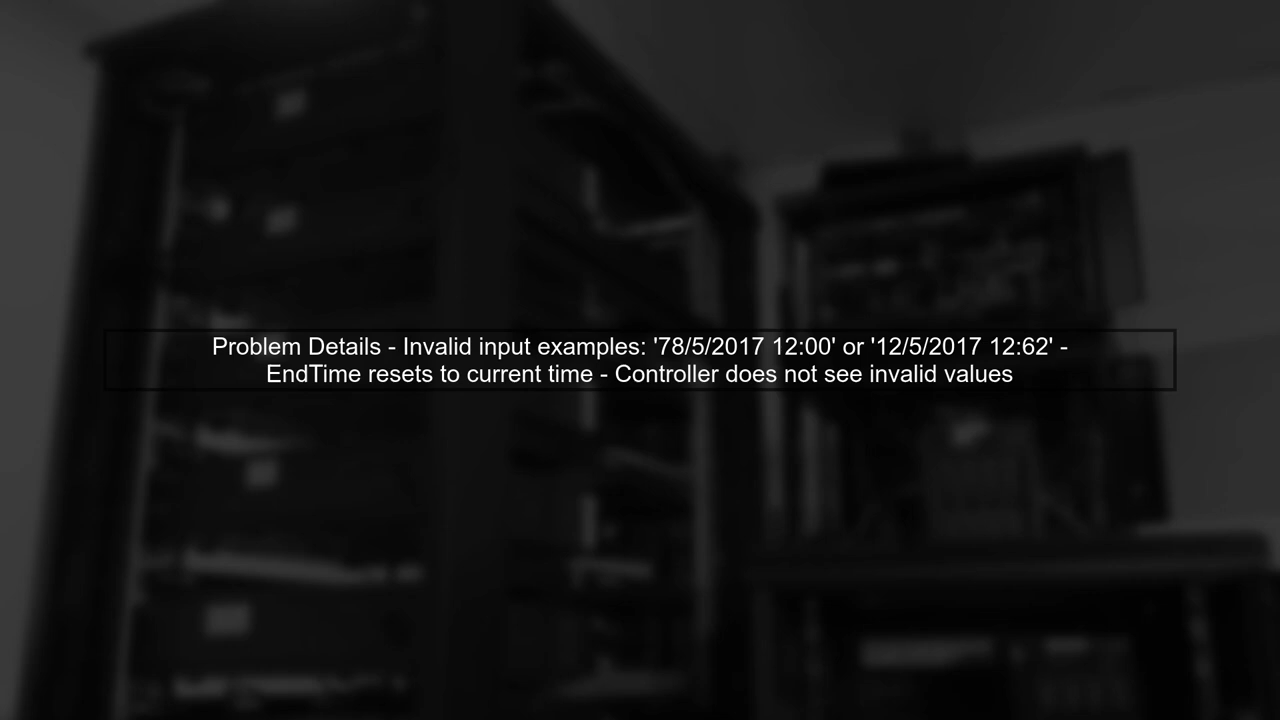 Problem Details - Invalid input examples: '78/5/2017 12:00' or '12/5/2017 12:62' -
EndTime resets to current time - Controller does not see invalid values